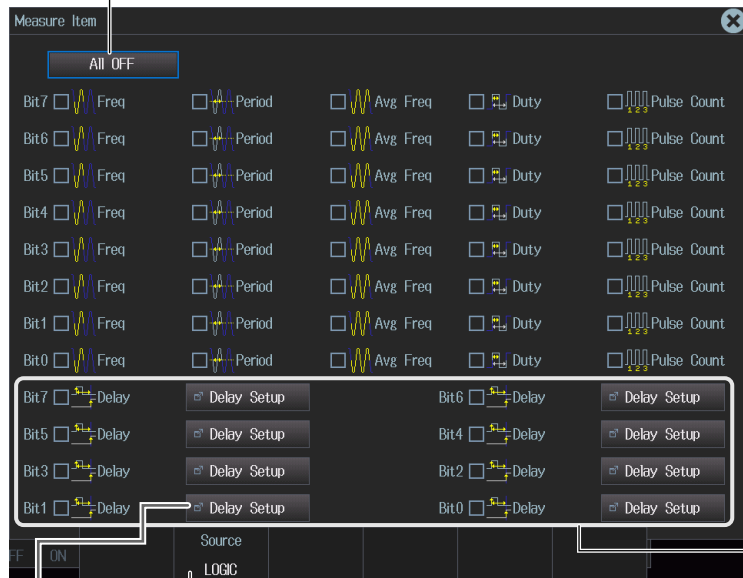 Measure Item
All OFF
Bit7 Freq Period Avg Freq Duty Pulse Count
Bit6 Freq Period Avg Freq Duty Pulse Count
Bit5 Freq Period Avg Freq Duty Pulse Count
Bit4 Freq Period Avg Freq Duty Pulse Count
Bit3 Freq Period Avg Freq Duty Pulse Count
Bit2 Freq Period Avg Freq Duty Pulse Count
Bit1 Freq Period Avg Freq Duty Pulse Count
Bit0 Freq Period Avg Freq Duty Pulse Count
Bit7 Delay Delay Setup Bit6 Delay Delay Setup
Bit5 Delay Delay Setup Bit4 Delay Delay Setup
Bit3 Delay Delay Setup Bit2 Delay Delay Setup
Bit1 Delay Delay Setup Bit0 Delay Delay Setup
Source
FF ON
LOGIC